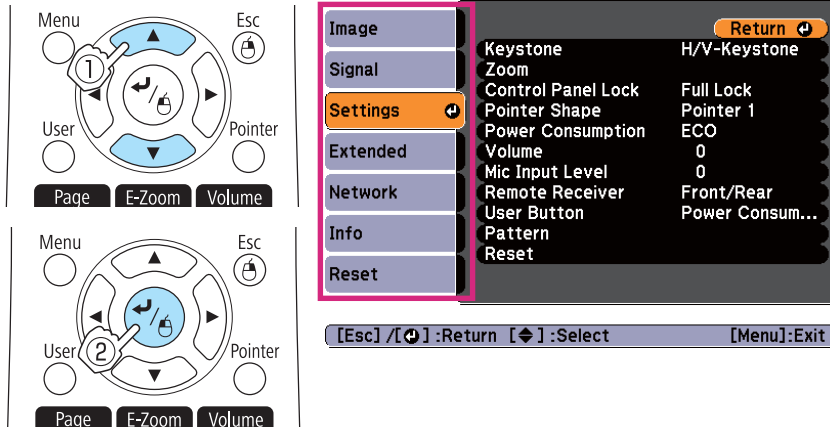 Menu Esc
1
User Pointer
Page E-Zoom Volume
Menu Esc
User 2 Pointer
Page E-Zoom Volume
Image
Signal
Settings
Extended
Network
Info
Reset
Return
Keystone H/V-Keystone
Zoom
Control Panel Lock Full Lock
Pointer Shape Pointer 1
Power Consumption ECO
Volume 0
Mic Input Level 0
Remote Receiver Front/Rear
User Button Power Consum...
Pattern
Reset
[Esc] /[⏎] :Return [◆] :Select [Menu]:Exit